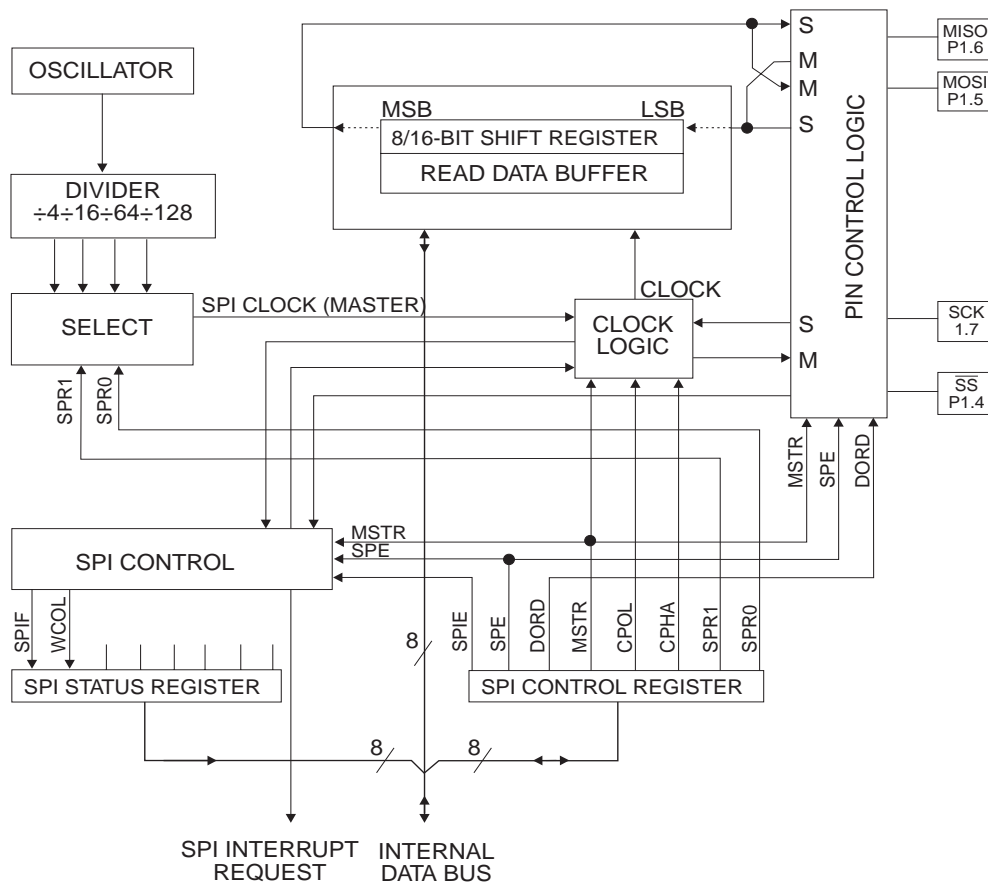 OSCILLATOR
DIVIDER
÷4÷16÷64÷128
SELECT
SPI CLOCK (MASTER)
SPR1
SPR0
MSB
LSB
8/16-BIT SHIFT REGISTER
READ DATA BUFFER
CLOCK
CLOCK
LOGIC
S
M
M
S
S
M
PIN CONTROL LOGIC
MISO
P1.6
MOSI
P1.5
SCK
1.7
SS
P1.4
MSTR
SPE
DORD
SPI CONTROL
MSTR
SPE
SPIF
WCOL
SPI STATUS REGISTER
8
SPIE
SPE
DORD
MSTR
CPOL
CPHA
SPR1
SPR0
SPI CONTROL REGISTER
8
8
SPI INTERRUPT
REQUEST
INTERNAL
DATA BUS